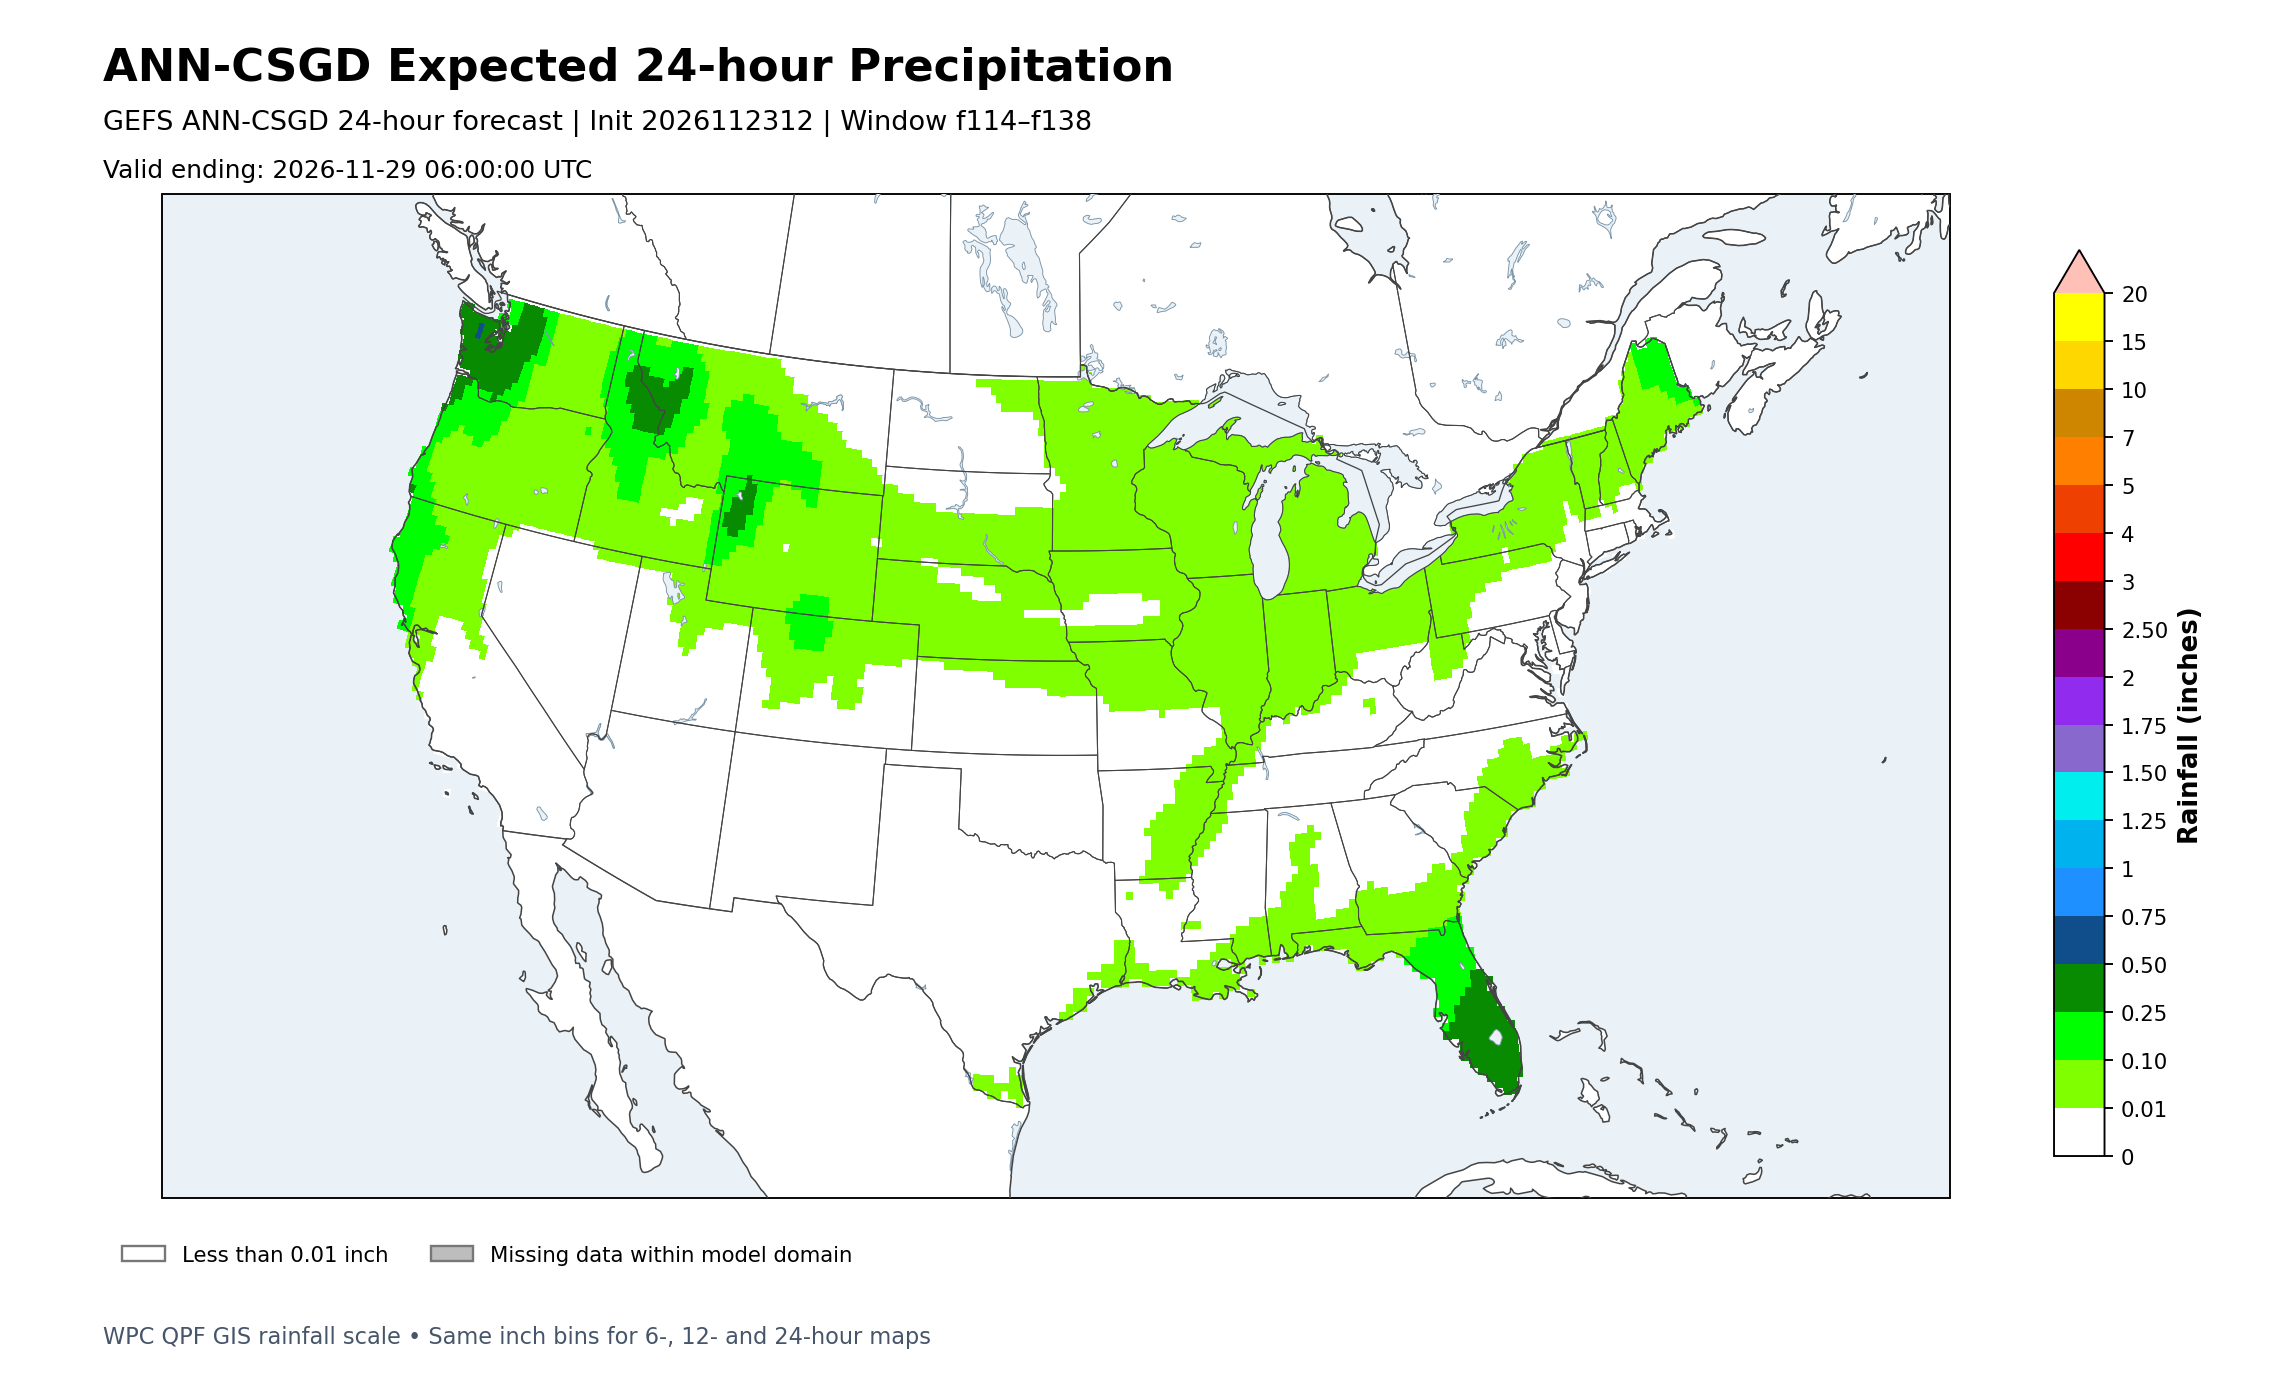 ANN-CSGD Expected 24-hour Precipitation
GEFS ANN-CSGD 24-hour forecast | Init 2026112312 | Window f114–f138
Valid ending: 2026-11-29 06:00:00 UTC
20
15
10
7
5
4
3
2.50
2
1.75
1.50
1.25
1
0.75
0.50
0.25
0.10
0.01
0
Rainfall (inches)
Less than 0.01 inch
Missing data within model domain
WPC QPF GIS rainfall scale • Same inch bins for 6-, 12- and 24-hour maps